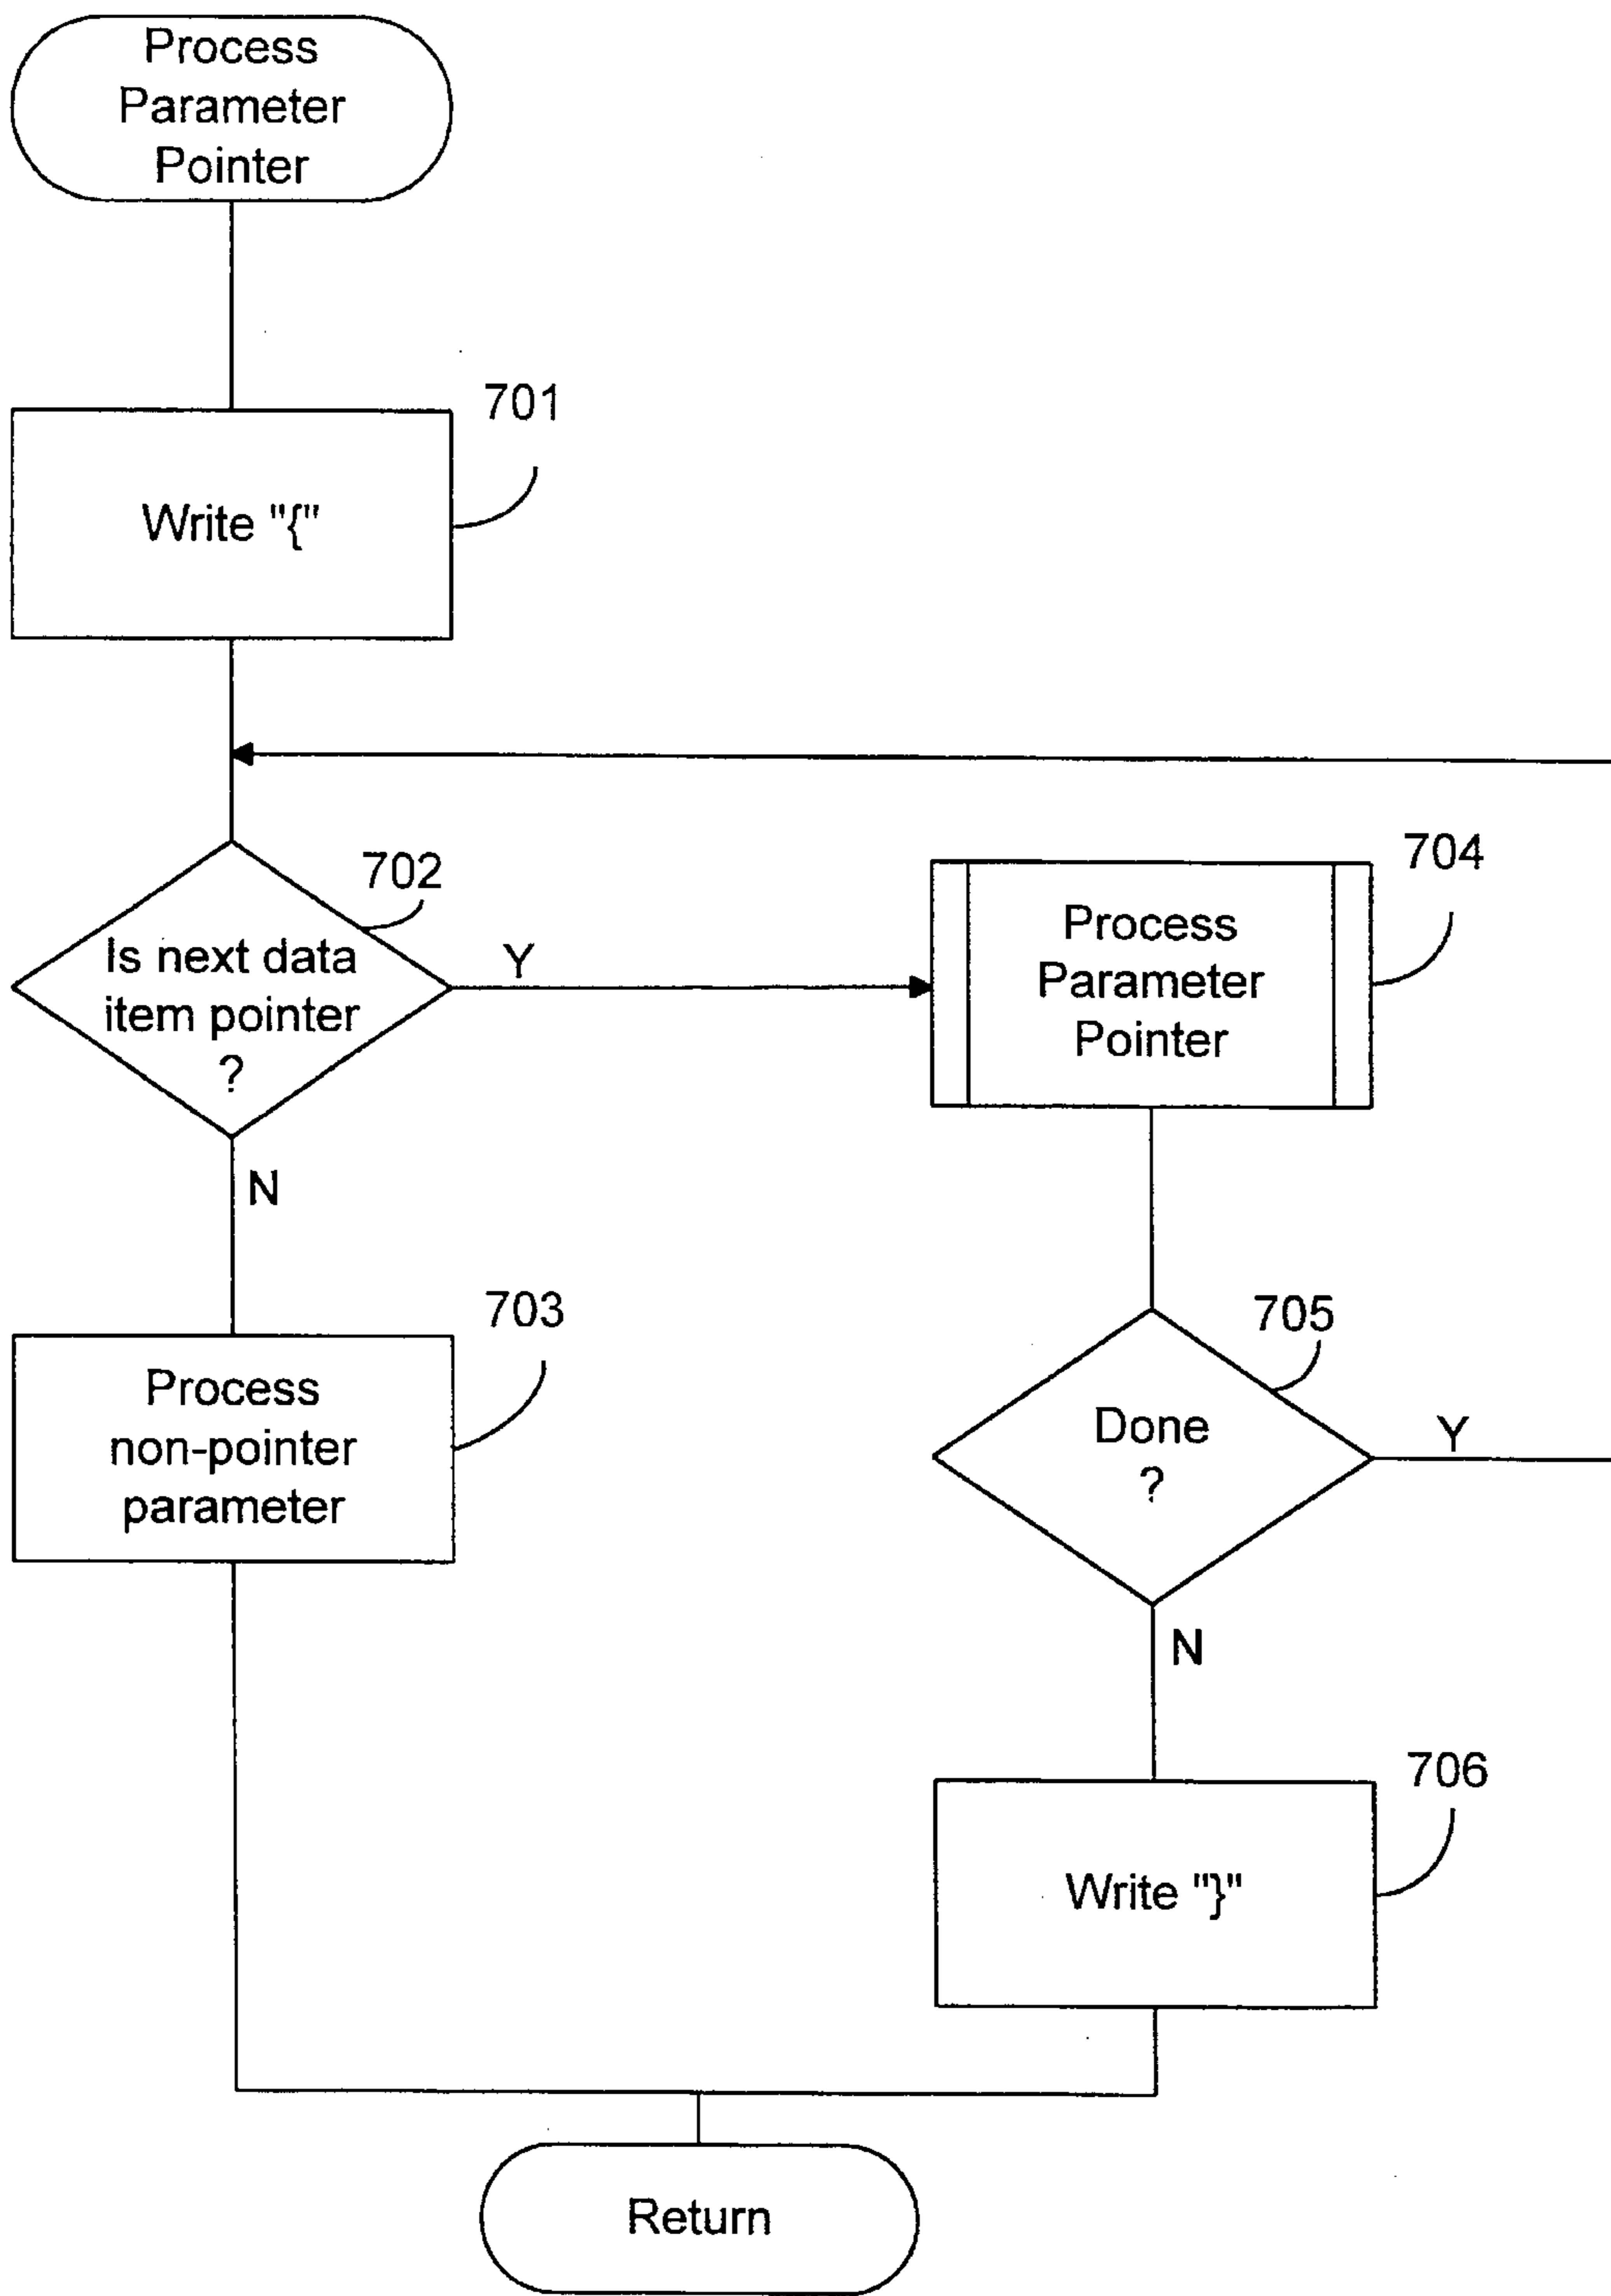 Process
Parameter
Pointer
701
Write "{"
702
Is next data
item pointer
?
Y
N
704
Process
Parameter
Pointer
703
Process
non-pointer
parameter
705
Done
?
Y
N
706
Write "}"
Return